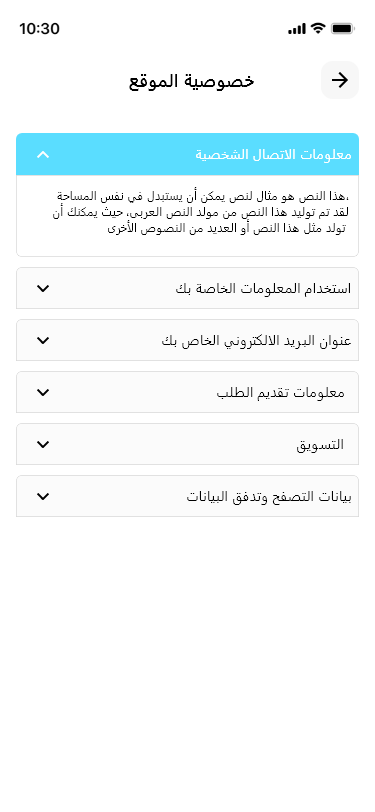 10:30
خصوصية الموقع
معلومات الاتصال الشخصية
هذا النص هو مثال لنص يمكن أن يستبدل في نفس المساحة،
لقد تم توليد هذا النص من مولد النص العربى، حيث يمكنك أن
تولد مثل هذا النص أو العديد من النصوص الأخرى
استخدام المعلومات الخاصة بك
عنوان البريد الالكتروني الخاص بك
معلومات تقديم الطلب
التسويق
بيانات التصفح وتدفق البيانات